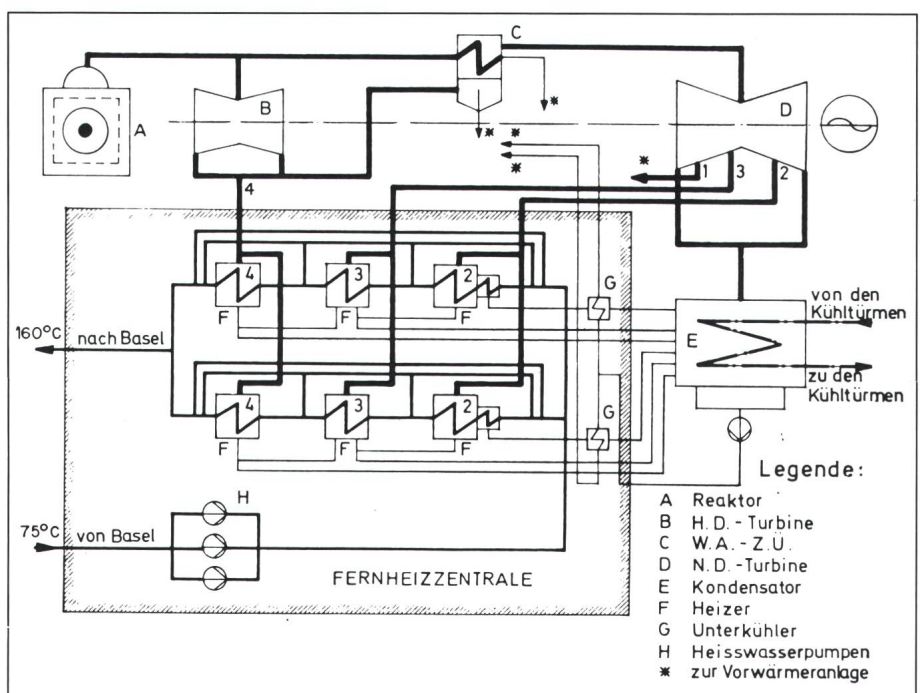 C
A
B
D
*
* *
*
*
1 3 2
4
G
4 3 2
F F F
E
von den
Kühltürmen
160°C nach Basel
zu den
Kühltürmen
4 3 2
G
F F F
H
75°C von Basel
FERNHEIZZENTRALE
Legende:
A Reaktor
B H.D.-Turbine
C W.A.-Z.Ü.
D N.D.-Turbine
E Kondensator
F Heizer
G Unterkühler
H Heisswasserpumpen
* zur Vorwärmeranlage